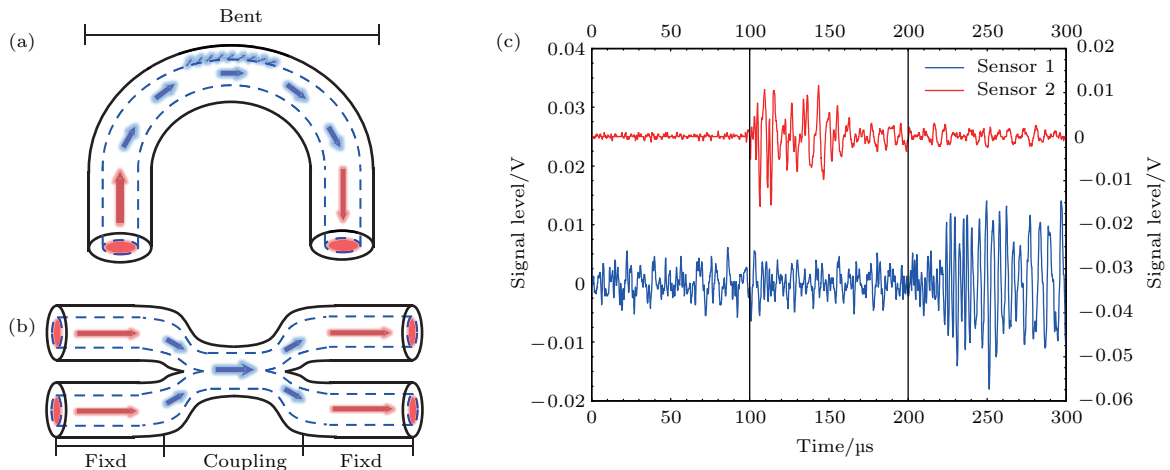 (a)
Bent
(b)
Fixd Coupling Fixd
(c)
0 50 100 150 200 250 300
0.04
0.03
0.02
0.01
0
−0.01
−0.02
Signal level/V
Sensor 1
Sensor 2
0.02
0.01
0
−0.01
−0.02
−0.03
−0.04
−0.05
−0.06
Signal level/V
0 50 100 150 200 250 300
Time/µs